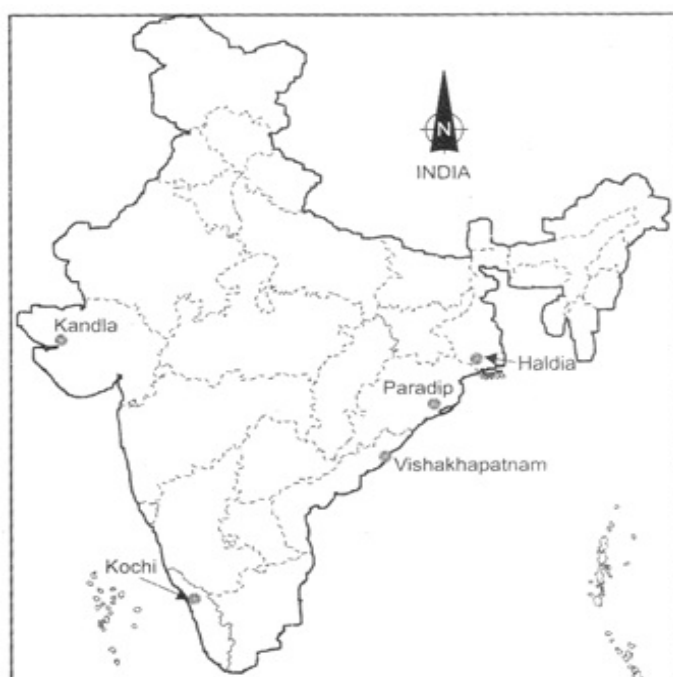 N
INDIA
Kandla
Haldia
Paradip
Vishakhapatnam
Kochi